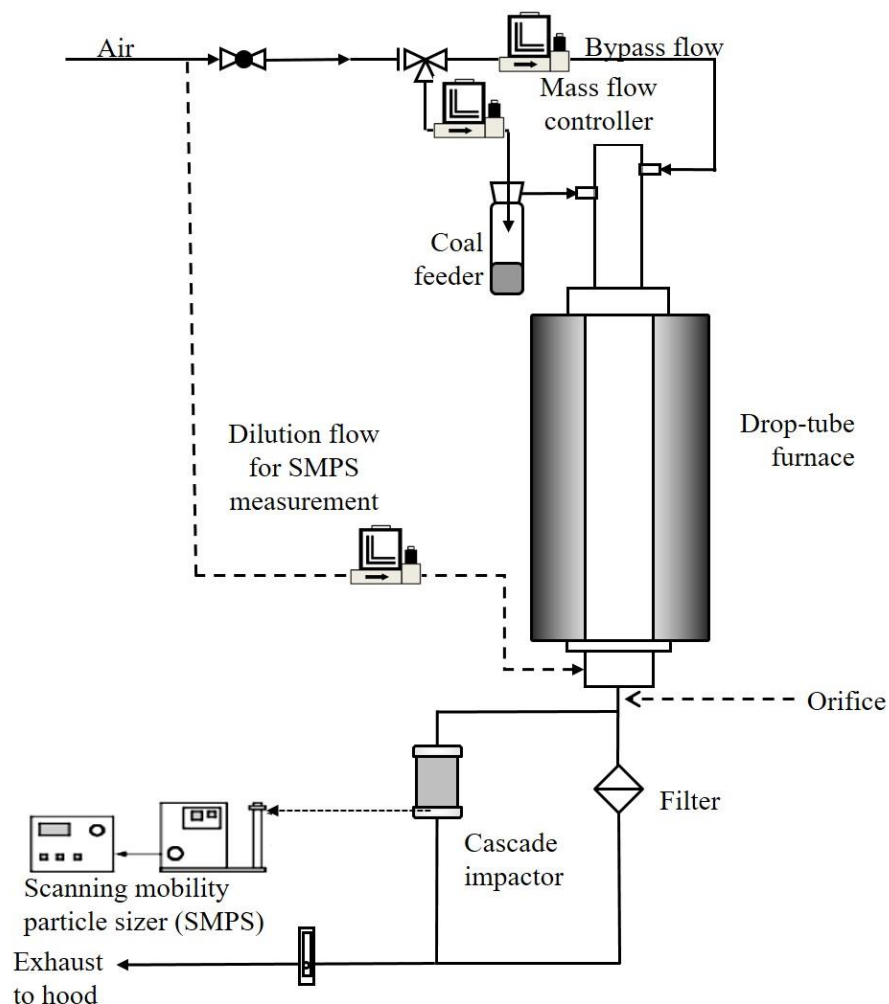 Air
Bypass flow
Mass flow
controller
Coal
feeder
Dilution flow
for SMPS
measurement
Drop-tube
furnace
Orifice
Filter
Cascade
impactor
Scanning mobility
particle sizer (SMPS)
Exhaust
to hood